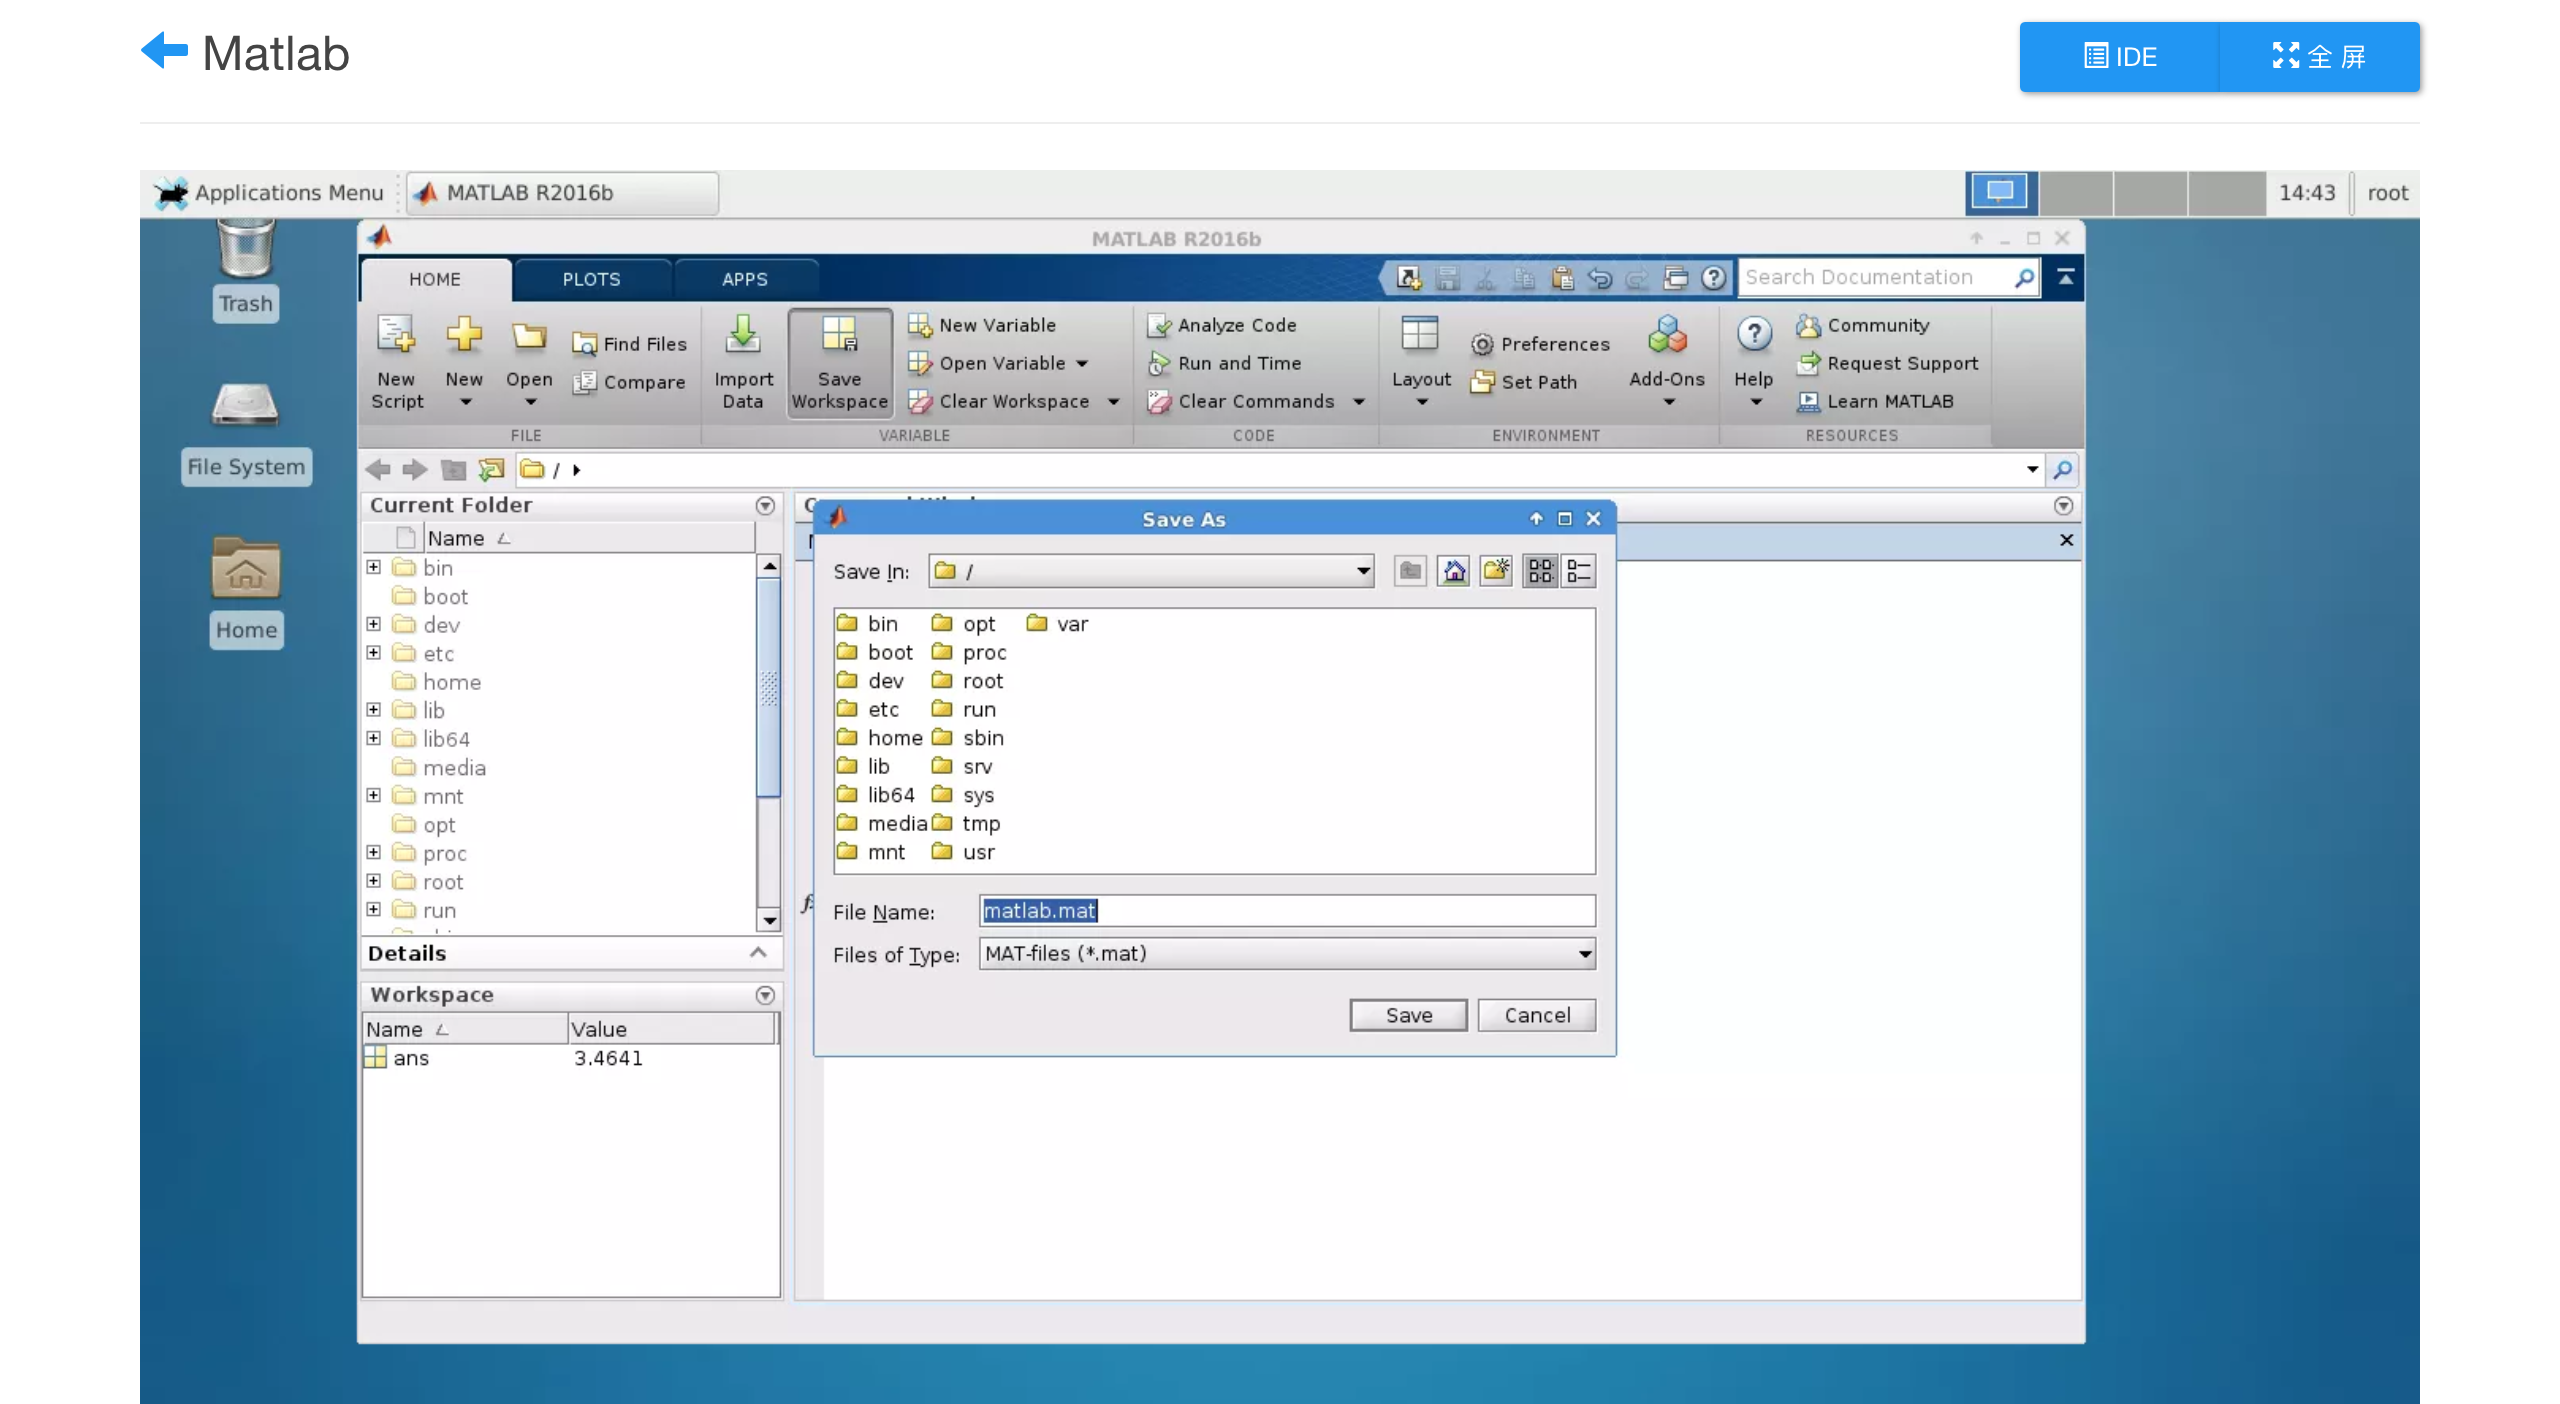 Matlab
IDE
全 屏
Applications Menu
MATLAB R2016b
14:43
root
Trash
File System
Home
MATLAB R2016b
HOME
PLOTS
APPS
Search Documentation
New Script
New
Open
Find Files
Compare
Import Data
Save Workspace
New Variable
Open Variable
Clear Workspace
Analyze Code
Run and Time
Clear Commands
Layout
Preferences
Set Path
Add-Ons
Help
Community
Request Support
Learn MATLAB
FILE
VARIABLE
CODE
ENVIRONMENT
RESOURCES
/
Current Folder
Name
bin
boot
dev
etc
home
lib
lib64
media
mnt
opt
proc
root
run
Details
Workspace
Name Value
ans 3.4641
Save As
Save In: /
bin opt var
boot proc
dev root
etc run
home sbin
lib srv
lib64 sys
media tmp
mnt usr
File Name: matlab.mat
Files of Type: MAT-files (*.mat)
Save Cancel